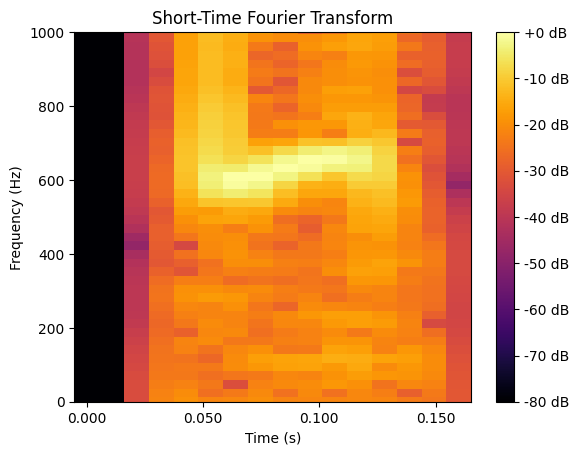 Short-Time Fourier Transform
1000
800
600
400
200
0
Frequency (Hz)
0.000
0.050
0.100
0.150
Time (s)
+0 dB
-10 dB
-20 dB
-30 dB
-40 dB
-50 dB
-60 dB
-70 dB
-80 dB